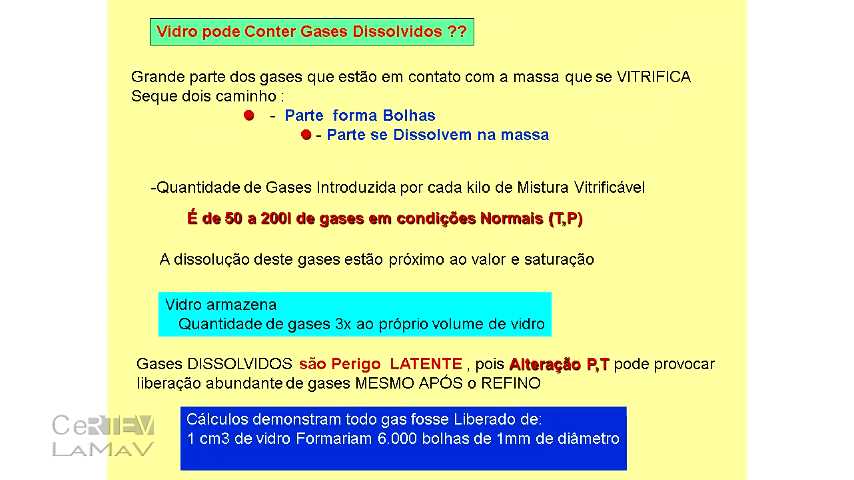 Vidro pode Conter Gases Dissolvidos ??
Grande parte dos gases que estão em contato com a massa que se VITRIFICA
Seque dois caminho :
- Parte forma Bolhas
- Parte se Dissolvem na massa
-Quantidade de Gases Introduzida por cada kilo de Mistura Vitrificável
É de 50 a 200l de gases em condições Normais (T,P)
A dissolução deste gases estão próximo ao valor e saturação
Vidro armazena
Quantidade de gases 3x ao próprio volume de vidro
Gases DISSOLVIDOS são Perigo LATENTE , pois Alteração P,T pode provocar
liberação abundante de gases MESMO APÓS o REFINO
Cálculos demonstram todo gas fosse Liberado de:
1 cm3 de vidro Formariam 6.000 bolhas de 1mm de diâmetro
CeRTEV
LaMaV